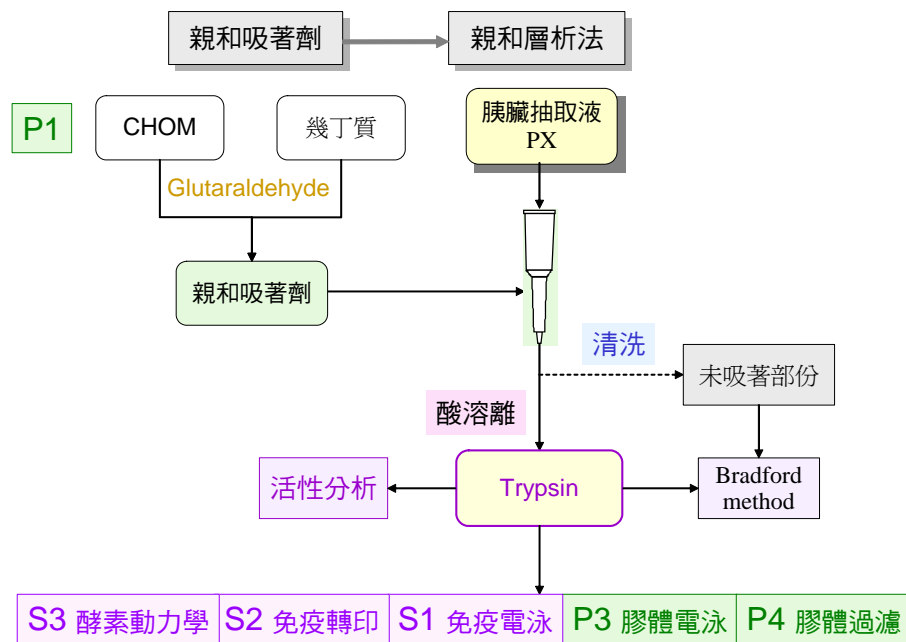 親和吸著劑
親和層析法
P1
CHOM
幾丁質
胰臟抽取液
PX
Glutaraldehyde
親和吸著劑
清洗
未吸著部份
酸溶離
活性分析
Trypsin
Bradford
method
S3 酵素動力學
S2 免疫轉印
S1 免疫電泳
P3 膠體電泳
P4 膠體過濾